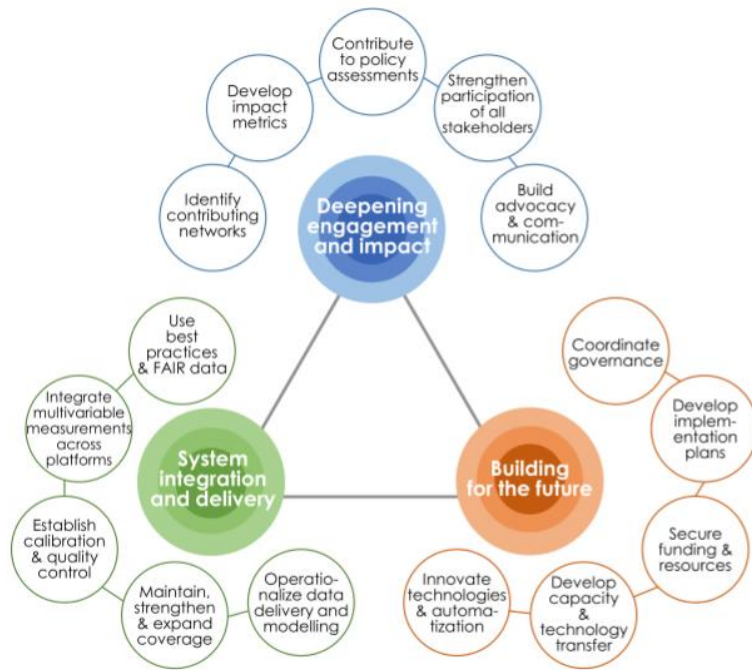 Contribute
to policy
assessments
Develop
impact
metrics
Strengthen
participation
of all
stakeholders
Identify
contributing
networks
Build
advocacy
& com-
munication
Deepening
engagement
and impact
Use
best
practices
& FAIR data
Integrate
multivariable
measurements
across
platforms
Establish
calibration
& quality
control
Maintain,
strengthen
& expand
coverage
Operatio-
nalize data
delivery and
modelling
System
integration
and delivery
Coordinate
governance
Develop
implem-
entation
plans
Secure
funding &
resources
Develop
capacity
&
technology
transfer
Innovate
technologies
& automa-
tization
Building
for the future